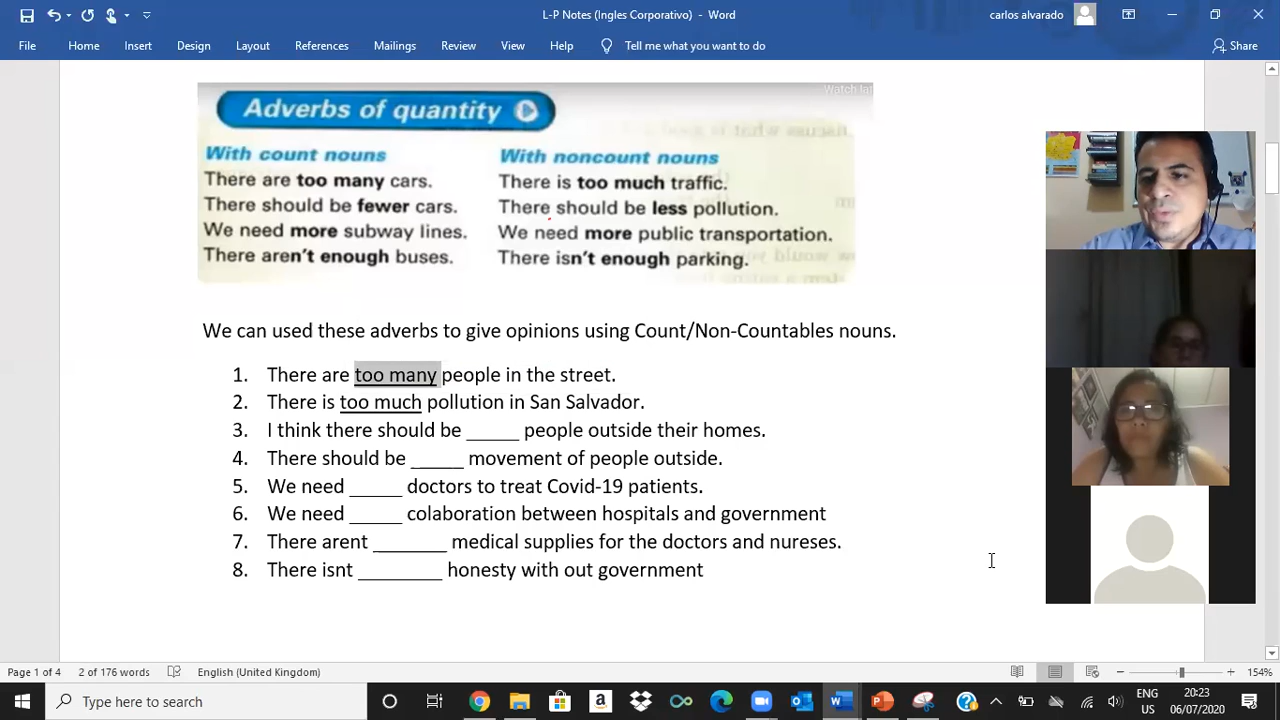 L-P Notes (Ingles Corporativo) - Word
carlos alvarado
File Home Insert Design Layout References Mailings Review View Help Tell me what you want to do Share
Watch lat
Adverbs of quantity
With count nouns
There are too many cars.
There should be fewer cars.
We need more subway lines.
There aren't enough buses.
With noncount nouns
There is too much traffic.
There should be less pollution.
We need more public transportation.
There isn't enough parking.
We can used these adverbs to give opinions using Count/Non-Countables nouns.
1. There are too many people in the street.
2. There is too much pollution in San Salvador.
3. I think there should be _____ people outside their homes.
4. There should be _____ movement of people outside.
5. We need _____ doctors to treat Covid-19 patients.
6. We need _____ colaboration between hospitals and government
7. There arent _______ medical supplies for the doctors and nureses.
8. There isnt ________ honesty with out government
Page 1 of 4 2 of 176 words English (United Kingdom) 154%
Type here to search
ENG
US
20:23
06/07/2020